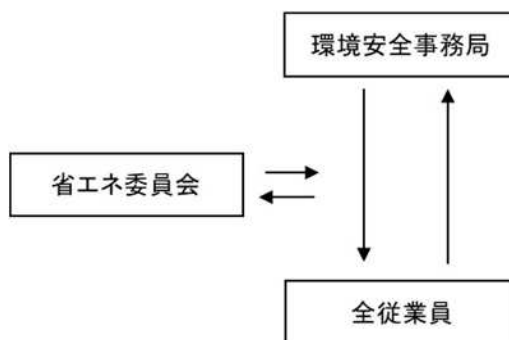 環境安全事務局
省エネ委員会
全従業員